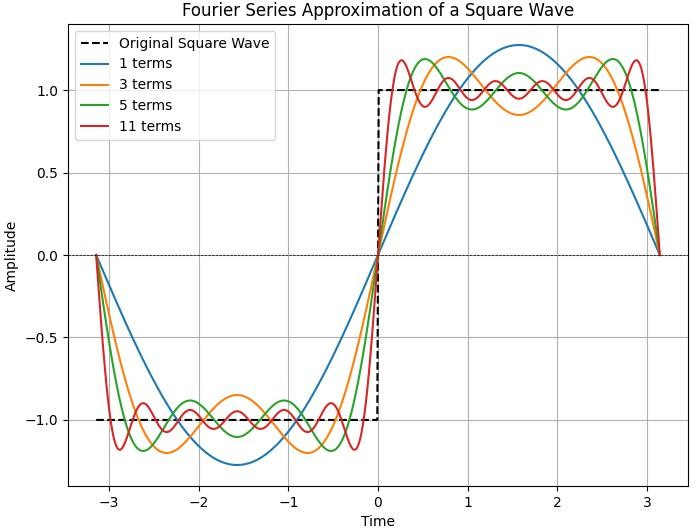 Fourier Series Approximation of a Square Wave
Original Square Wave
1 terms
3 terms
5 terms
11 terms
1.0
0.5
0.0
−0.5
−1.0
Amplitude
−3 −2 −1 0 1 2 3
Time